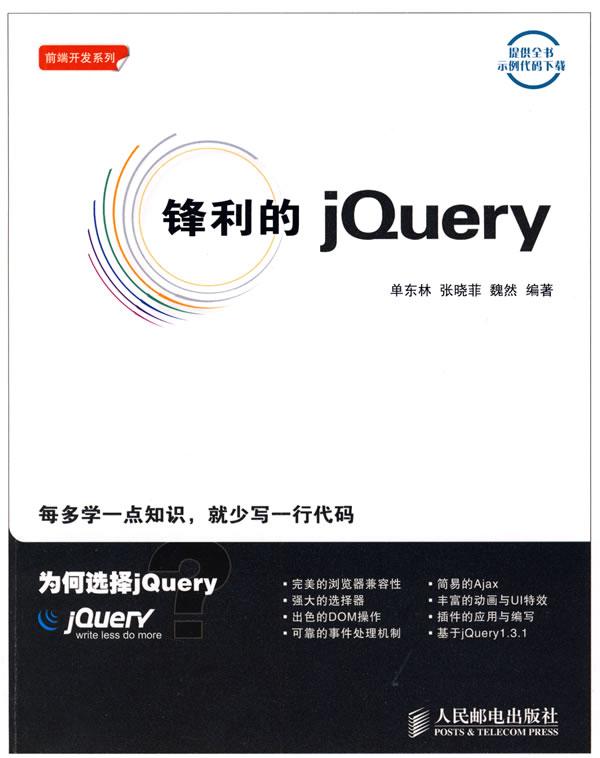 前端开发系列
提供全书
示例代码下载
锋利的 jQuery
单东林 张晓菲 魏然 编著
每多学一点知识，就少写一行代码
为何选择jQuery
?
jQuery
write less do more
▪ 完美的浏览器兼容性
▪ 强大的选择器
▪ 出色的DOM操作
▪ 可靠的事件处理机制
▪ 简易的Ajax
▪ 丰富的动画与UI特效
▪ 插件的应用与编写
▪ 基于jQuery1.3.1
人民邮电出版社
POSTS & TELECOM PRESS